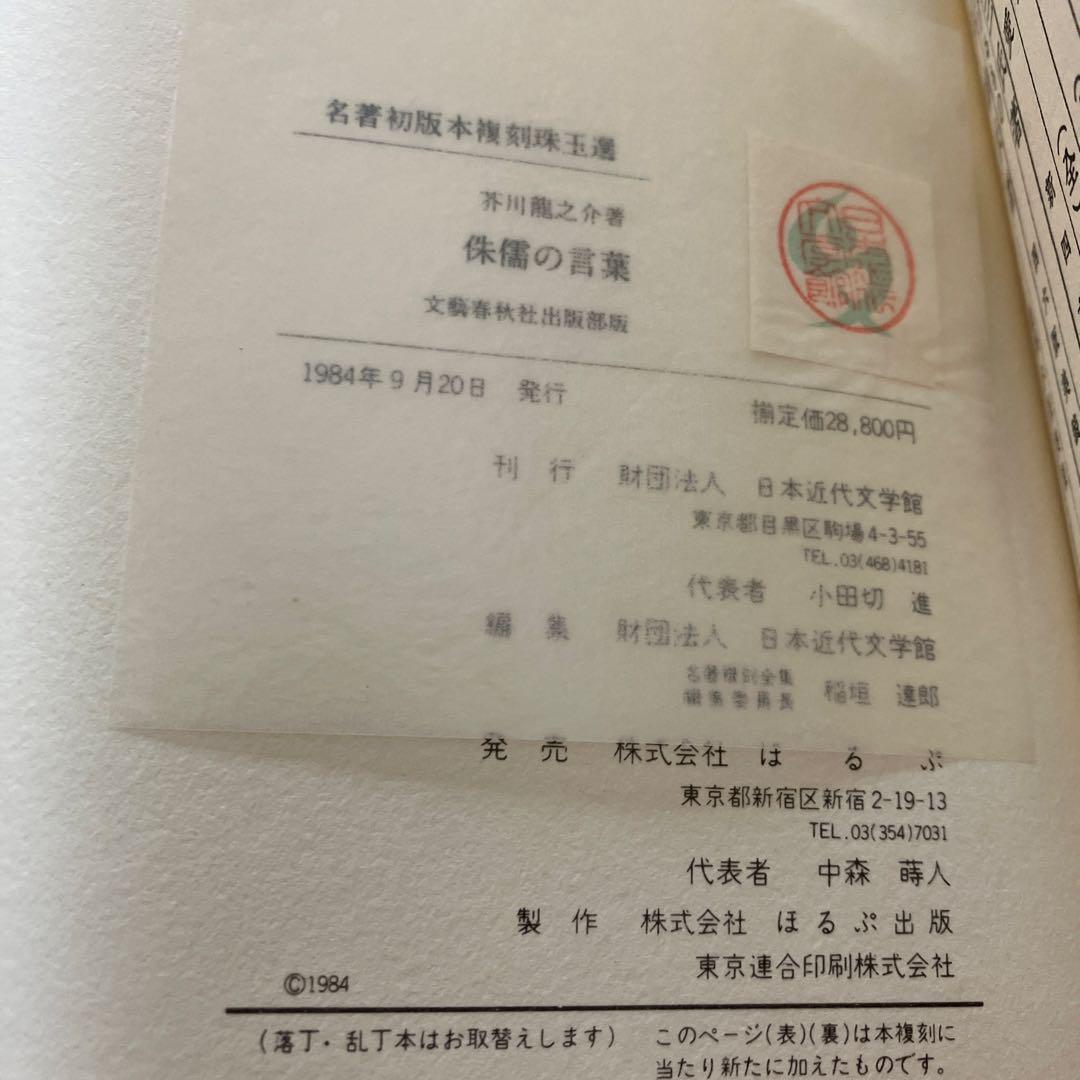 名著初版本複刻珠玉選
芥川龍之介著
侏儒の言葉
文藝春秋社出版部版
1984年9月20日 発行
揃定価28,800円
刊 行 財団法人 日本近代文学館
東京都目黒区駒場4-3-55
TEL.03(468)4181
代表者 小田切 進
編 集 財団法人 日本近代文学館
名著複刻全集
編集委員長 稲垣 達郎
発 売 株式会社 ほ る ぷ
東京都新宿区新宿2-19-13
TEL.03(354)7031
代表者 中森 蒔人
製 作 株式会社 ほるぷ出版
東京連合印刷株式会社
©1984
(落丁・乱丁本はお取替えします)
このページ(表)(裏)は本複刻に
当たり新たに加えたものです。